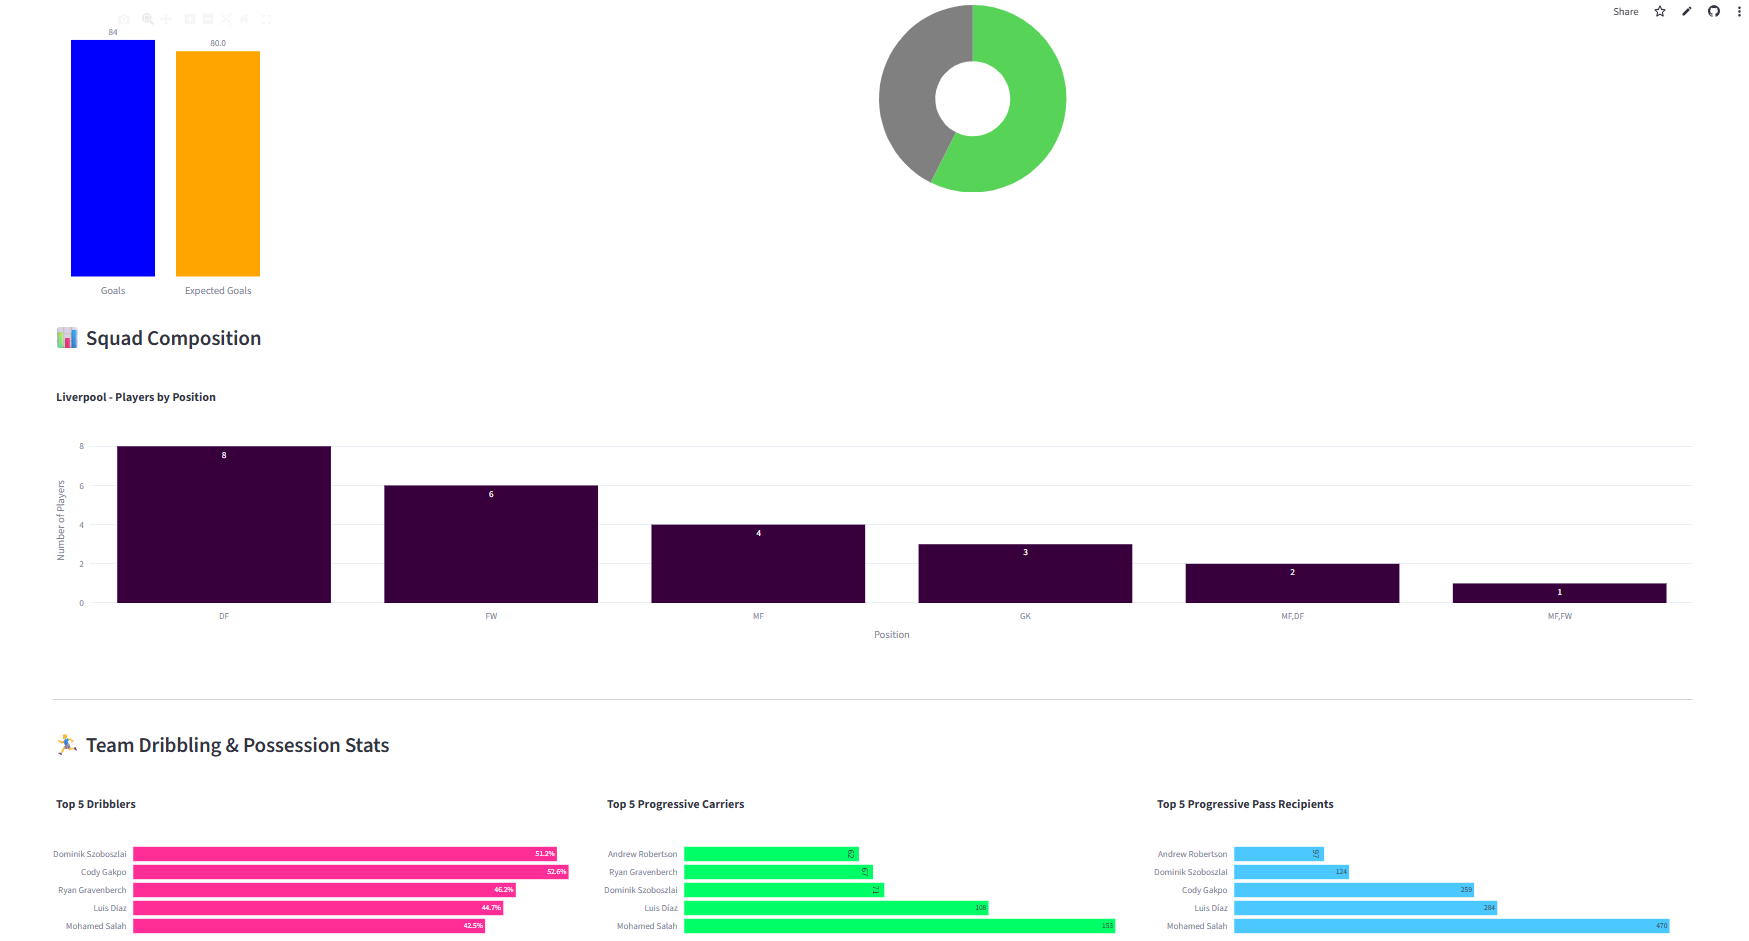 Share
84
80.0
Goals
Expected Goals
Squad Composition
Liverpool - Players by Position
Number of Players
8
6
4
2
0
8
6
4
3
2
1
DF
FW
MF
GK
MF,DF
MF,FW
Position
Team Dribbling & Possession Stats
Top 5 Dribblers
Dominik Szoboszlai 51.2%
Cody Gakpo 52.6%
Ryan Gravenberch 46.2%
Luis Díaz 44.7%
Mohamed Salah 42.5%
Top 5 Progressive Carriers
Andrew Robertson 62
Ryan Gravenberch 67
Dominik Szoboszlai 71
Luis Díaz 108
Mohamed Salah 153
Top 5 Progressive Pass Recipients
Andrew Robertson 97
Dominik Szoboszlai 124
Cody Gakpo 259
Luis Díaz 284
Mohamed Salah 470